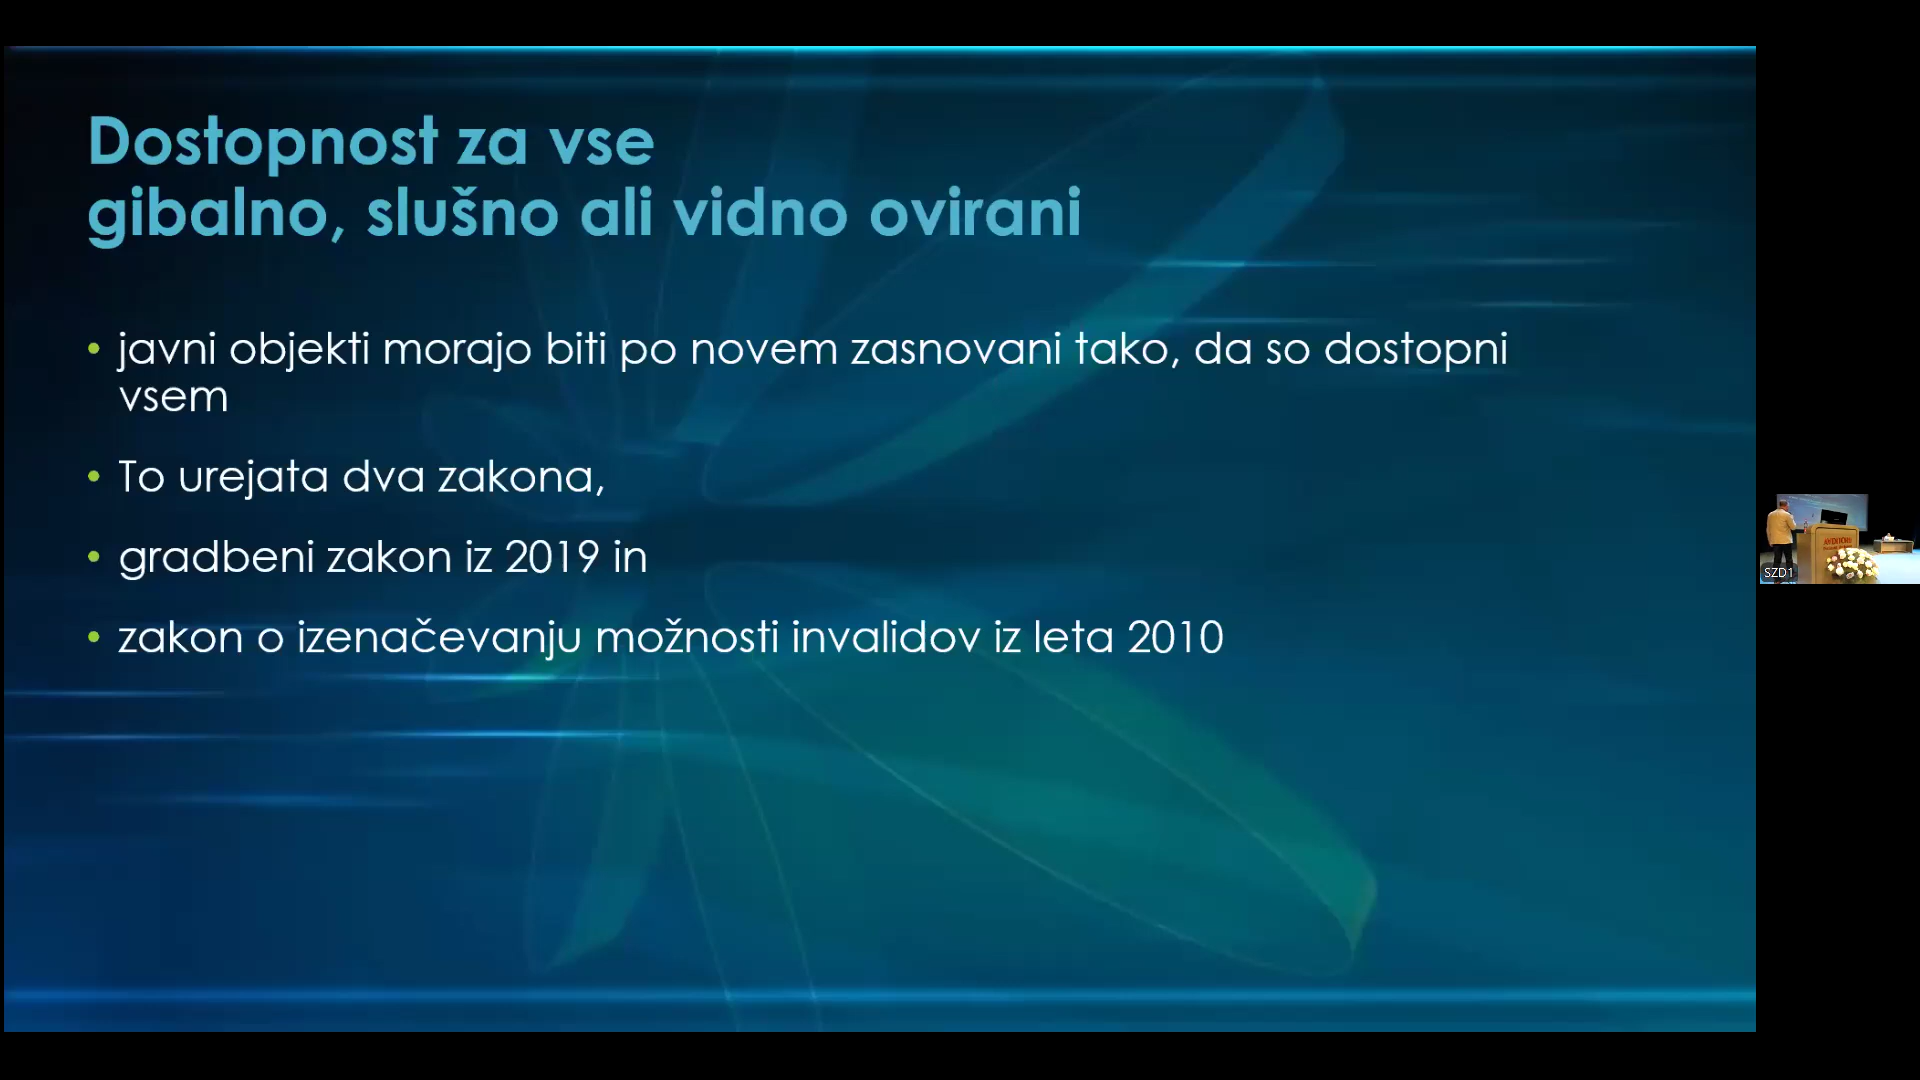 Dostopnost za vse
gibalno, slušno ali vidno ovirani
• javni objekti morajo biti po novem zasnovani tako, da so dostopni
vsem
• To urejata dva zakona,
• gradbeni zakon iz 2019 in
• zakon o izenačevanju možnosti invalidov iz leta 2010
SZD1